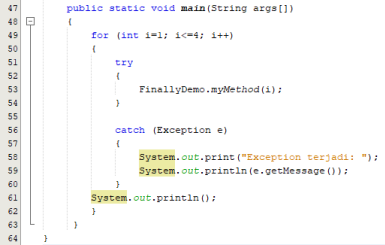 47 public static void main(String args[])
48 {
49 for (int i=1; i<=4; i++)
50 {
51 try
52 {
53 FinallyDemo.myMethod(i);
54 }
55
56 catch (Exception e)
57 {
58 System.out.print("Exception terjadi: ");
59 System.out.println(e.getMessage());
60 }
61 System.out.println();
62 }
63 }
64 }